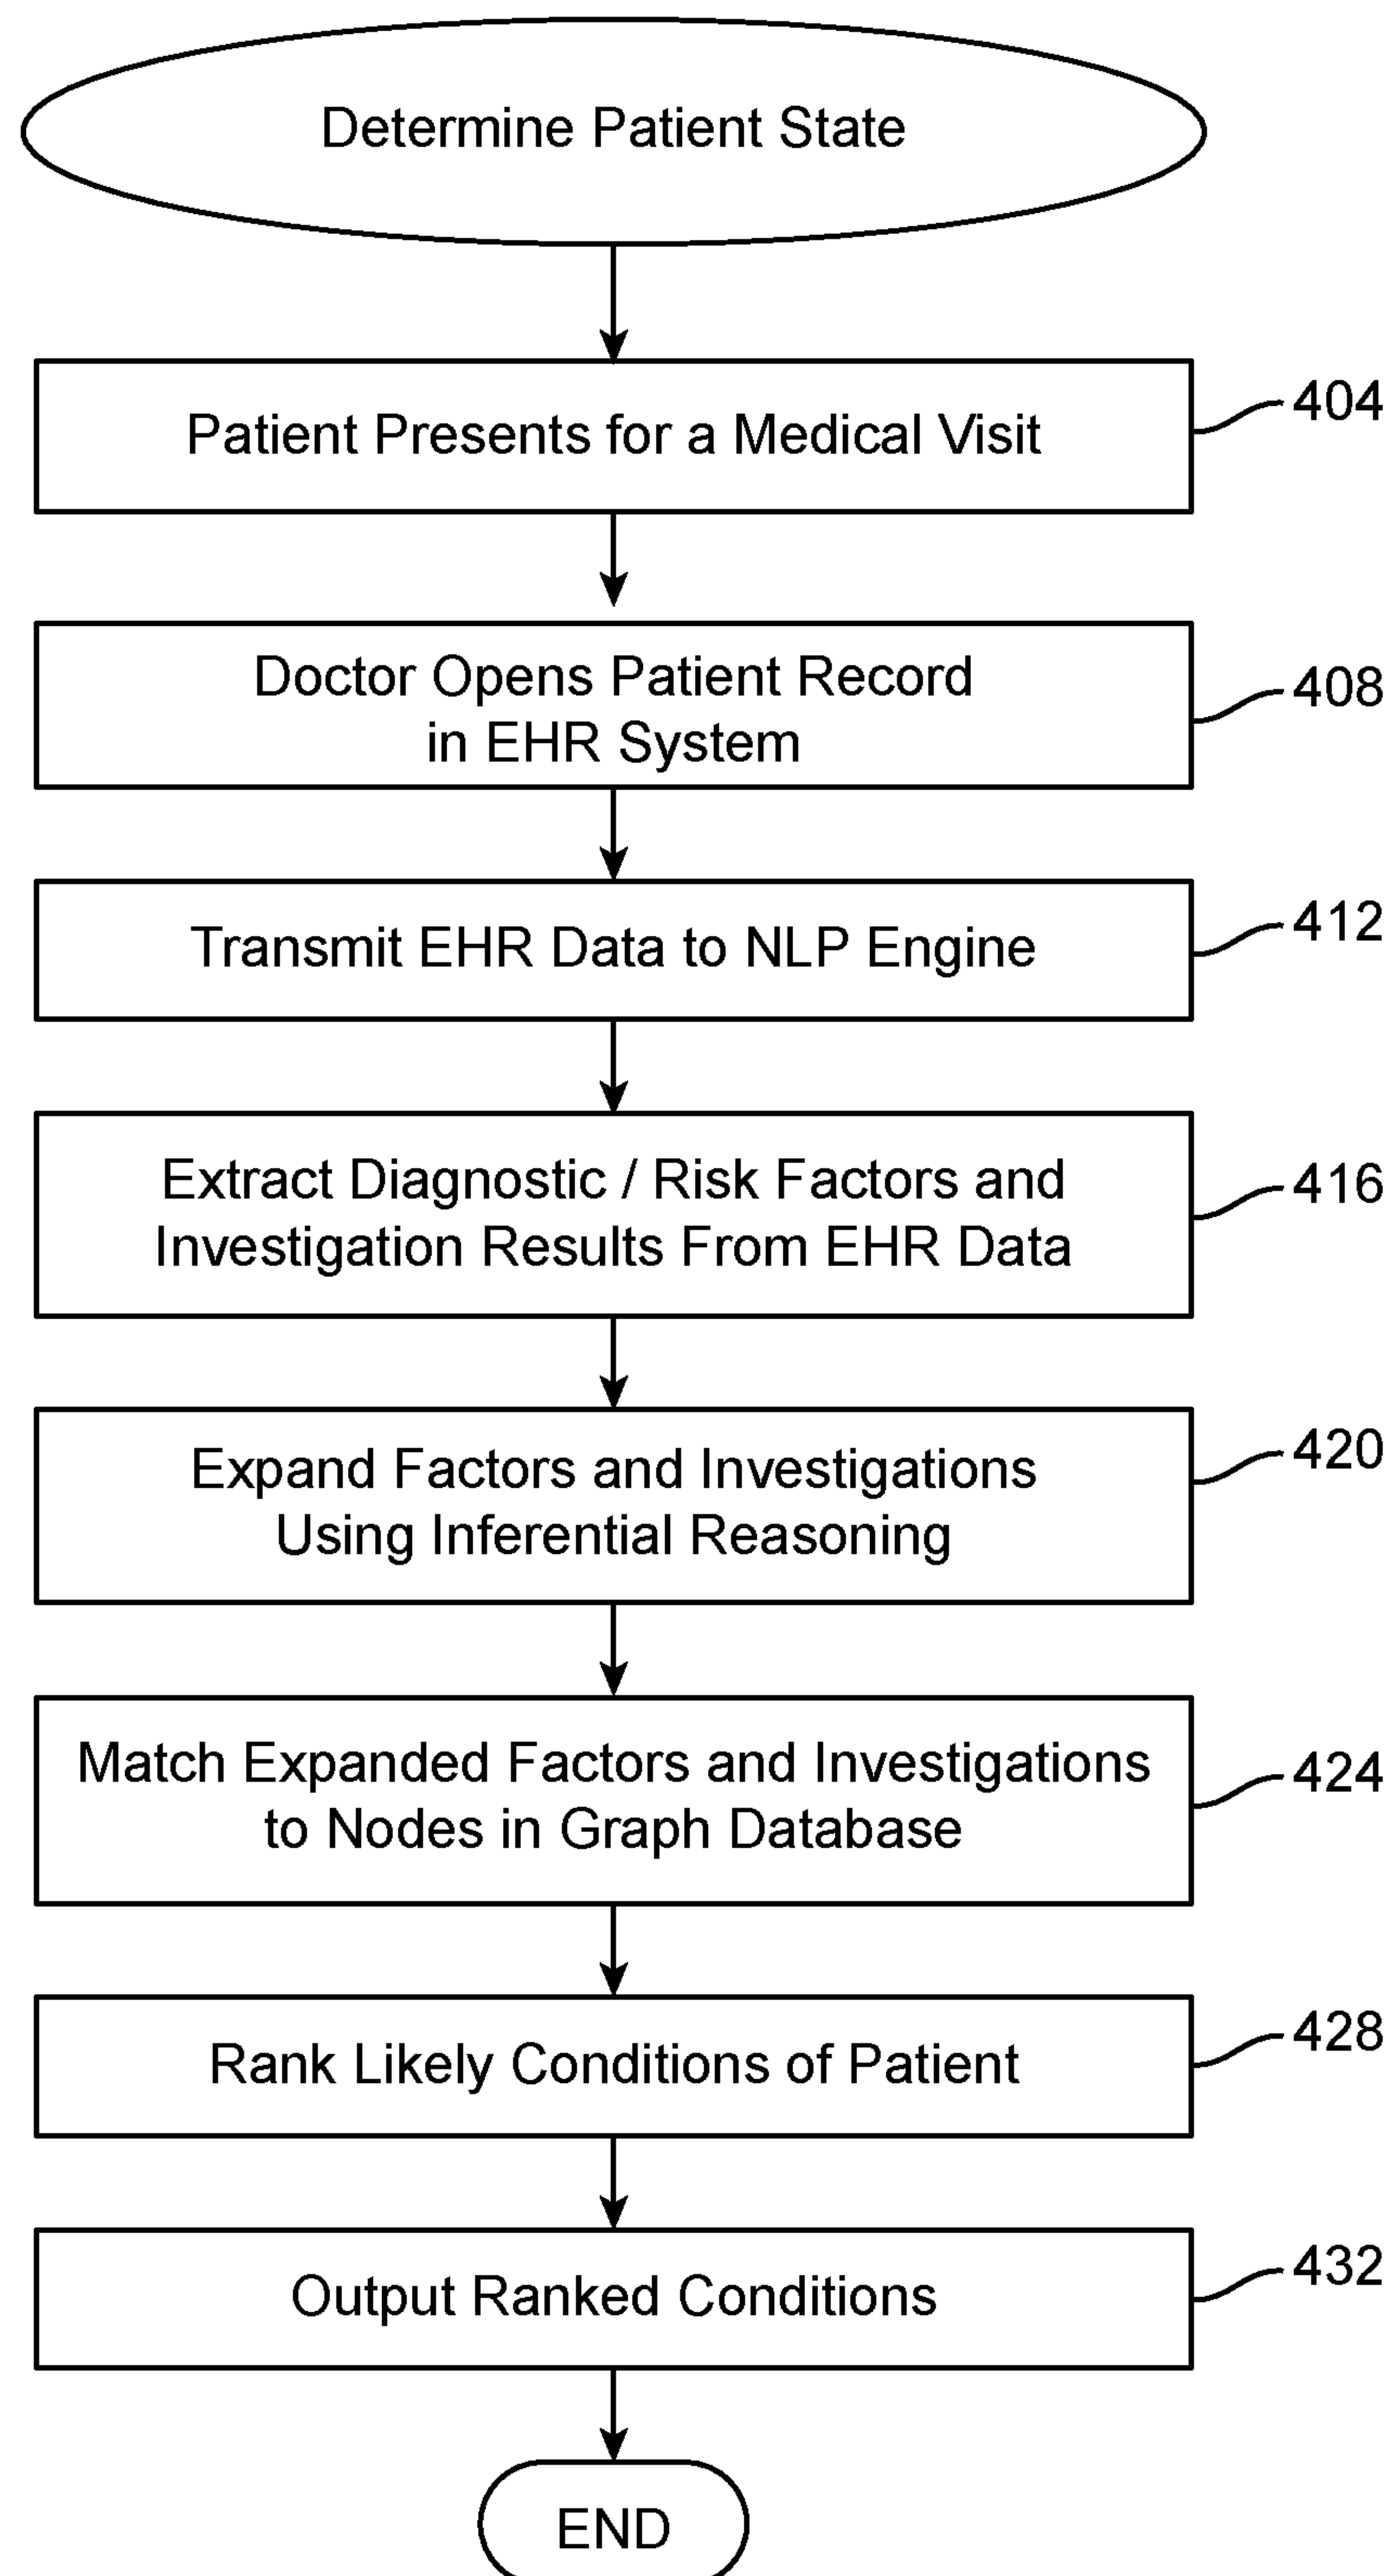 Determine Patient State
Patient Presents for a Medical Visit
404
Doctor Opens Patient Record
in EHR System
408
Transmit EHR Data to NLP Engine
412
Extract Diagnostic / Risk Factors and
Investigation Results From EHR Data
416
Expand Factors and Investigations
Using Inferential Reasoning
420
Match Expanded Factors and Investigations
to Nodes in Graph Database
424
Rank Likely Conditions of Patient
428
Output Ranked Conditions
432
END